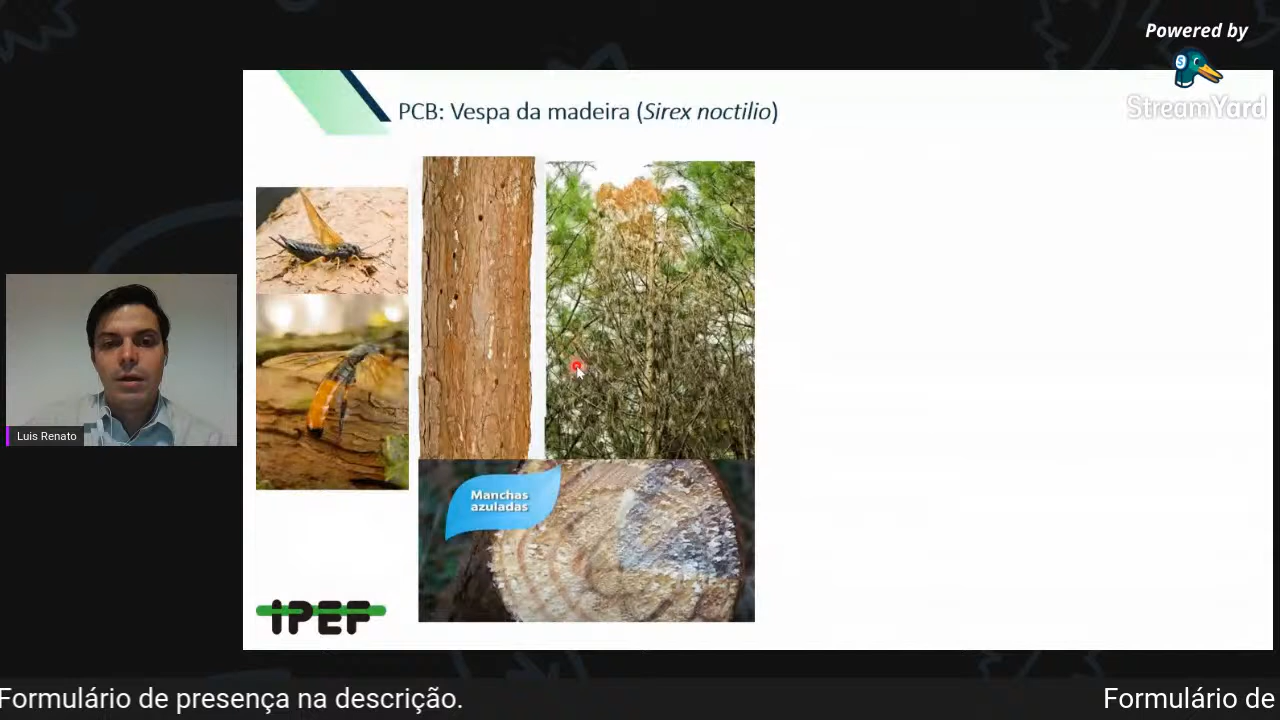 Powered by
StreamYard
PCB: Vespa da madeira (Sirex noctilio)
Luis Renato
Manchas
azuladas
IPEF
Formulário de presença na descrição.
Formulário de